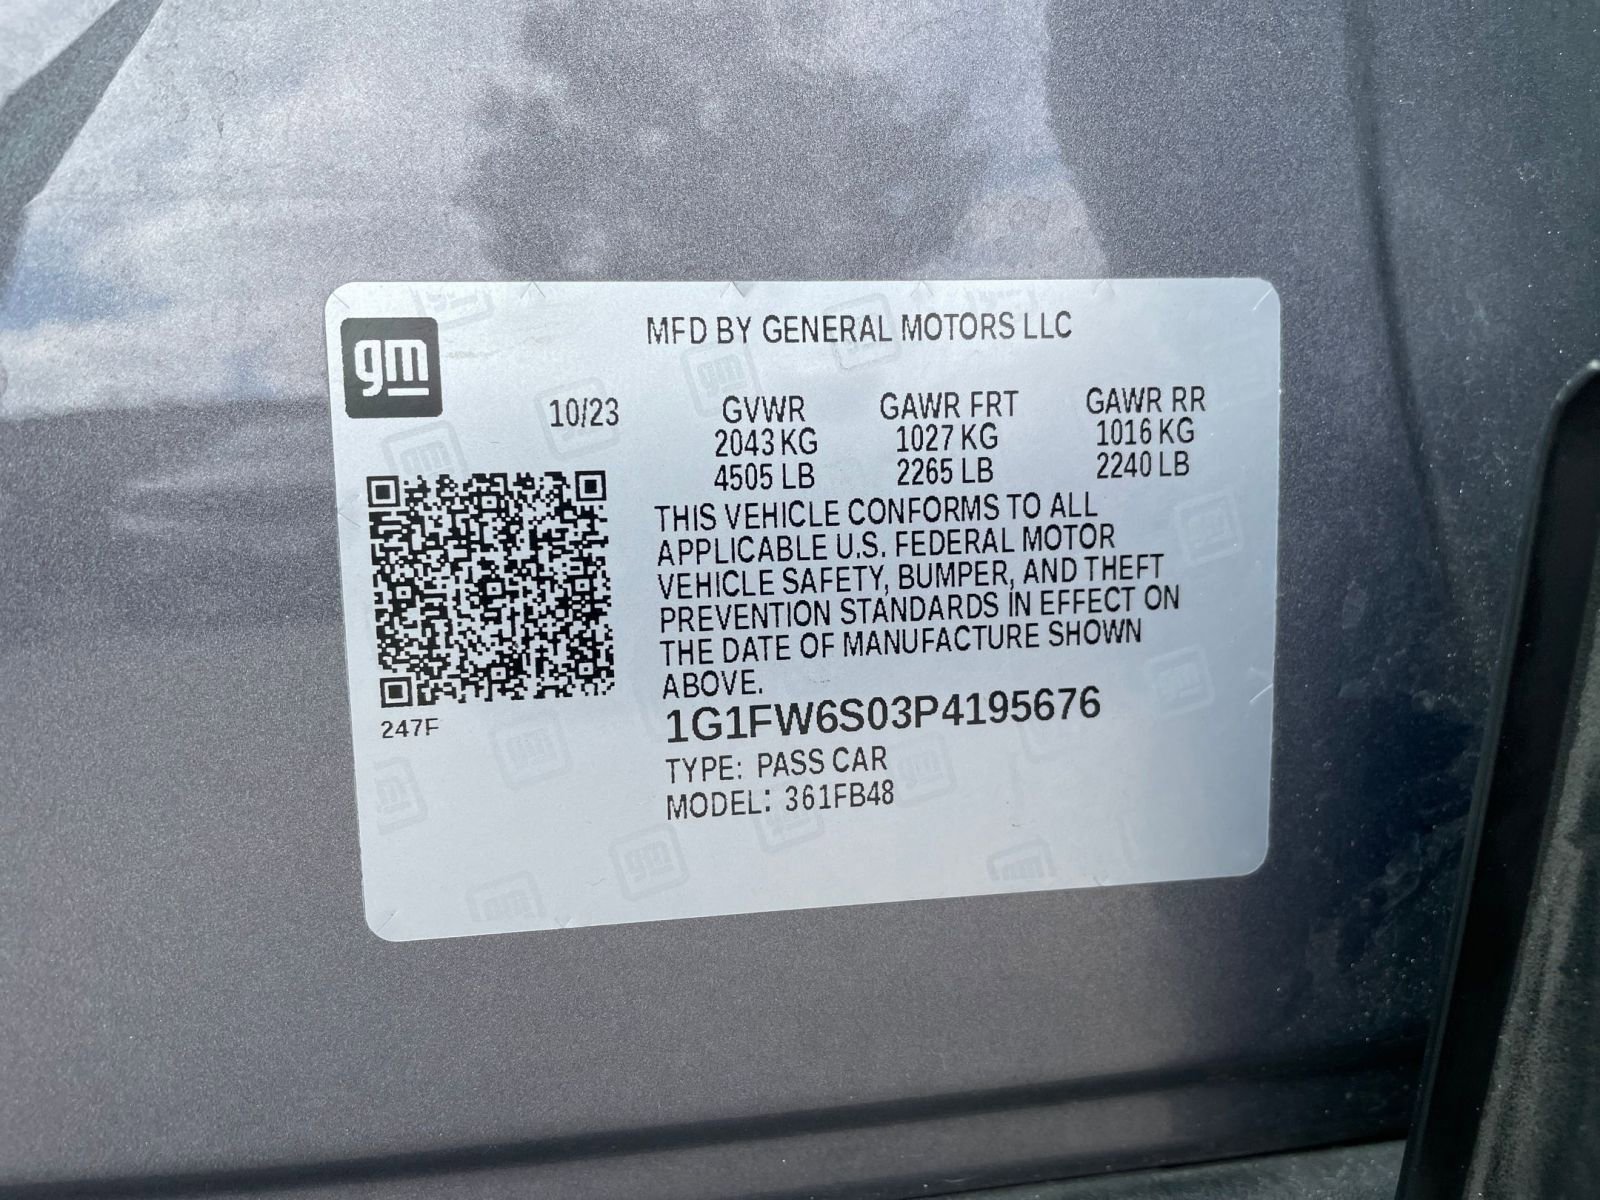 MFD BY GENERAL MOTORS LLC
gm
10/23 GVWR GAWR FRT GAWR RR
2043 KG 1027 KG 1016 KG
4505 LB 2265 LB 2240 LB
THIS VEHICLE CONFORMS TO ALL
APPLICABLE U.S. FEDERAL MOTOR
VEHICLE SAFETY, BUMPER, AND THEFT
PREVENTION STANDARDS IN EFFECT ON
THE DATE OF MANUFACTURE SHOWN
ABOVE.
247F
1G1FW6S03P4195676
TYPE: PASS CAR
MODEL: 361FB48